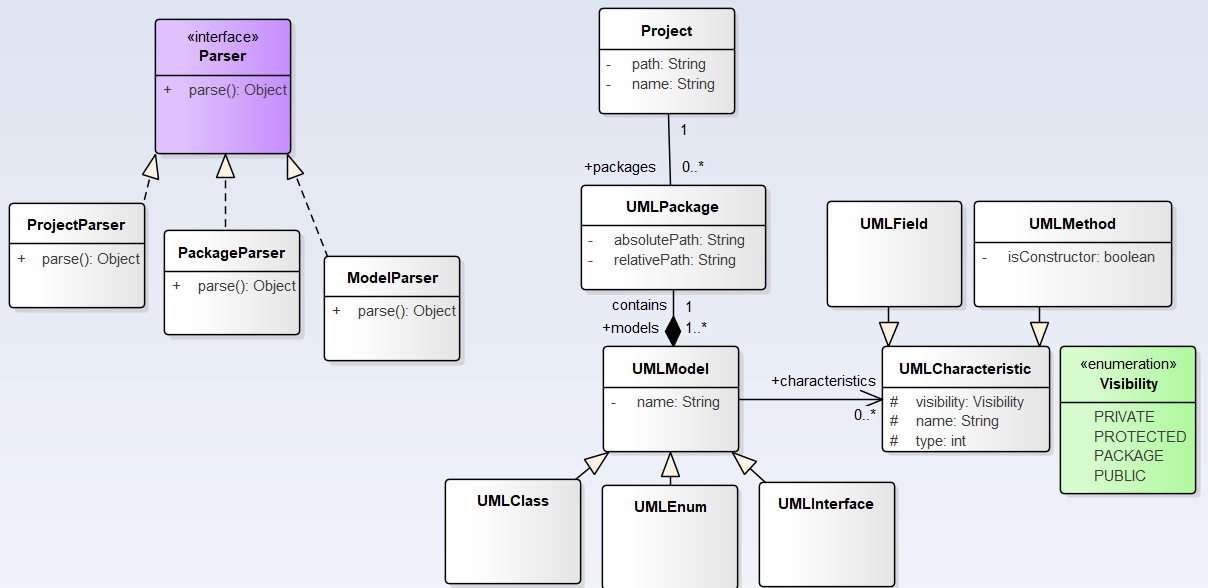 «interface»
Parser
+ parse(): Object
ProjectParser
+ parse(): Object
PackageParser
+ parse(): Object
ModelParser
+ parse(): Object
Project
- path: String
- name: String
1
+packages 0..*
UMLPackage
- absolutePath: String
- relativePath: String
contains 1
+models 1..*
UMLModel
- name: String
+characteristics
0..*
UMLClass
UMLEnum
UMLInterface
UMLField
UMLMethod
- isConstructor: boolean
UMLCharacteristic
# visibility: Visibility
# name: String
# type: int
«enumeration»
Visibility
PRIVATE
PROTECTED
PACKAGE
PUBLIC